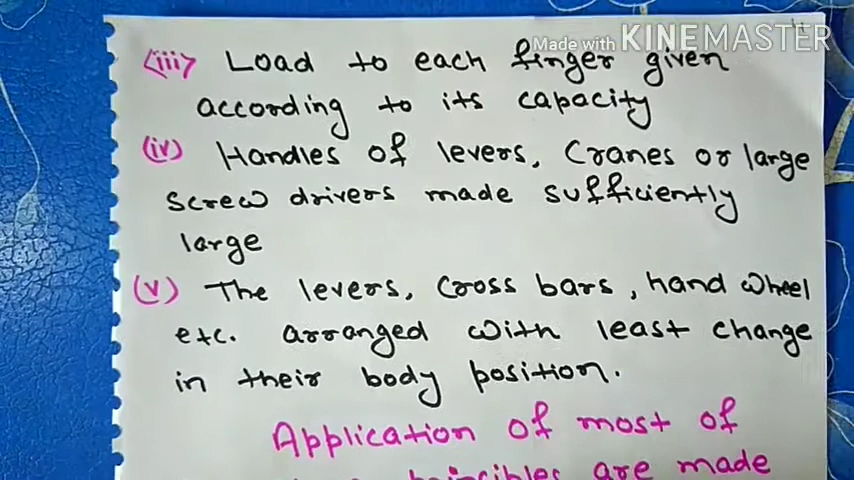 Made with KINEMASTER
(iii) Load to each finger given
according to its capacity
(iv) Handles of levers, Cranes or large
screw drivers made sufficiently
large
(v) The levers, Cross bars, hand wheel
etc. arranged with least change
in their body position.
Application of most of
principles are made